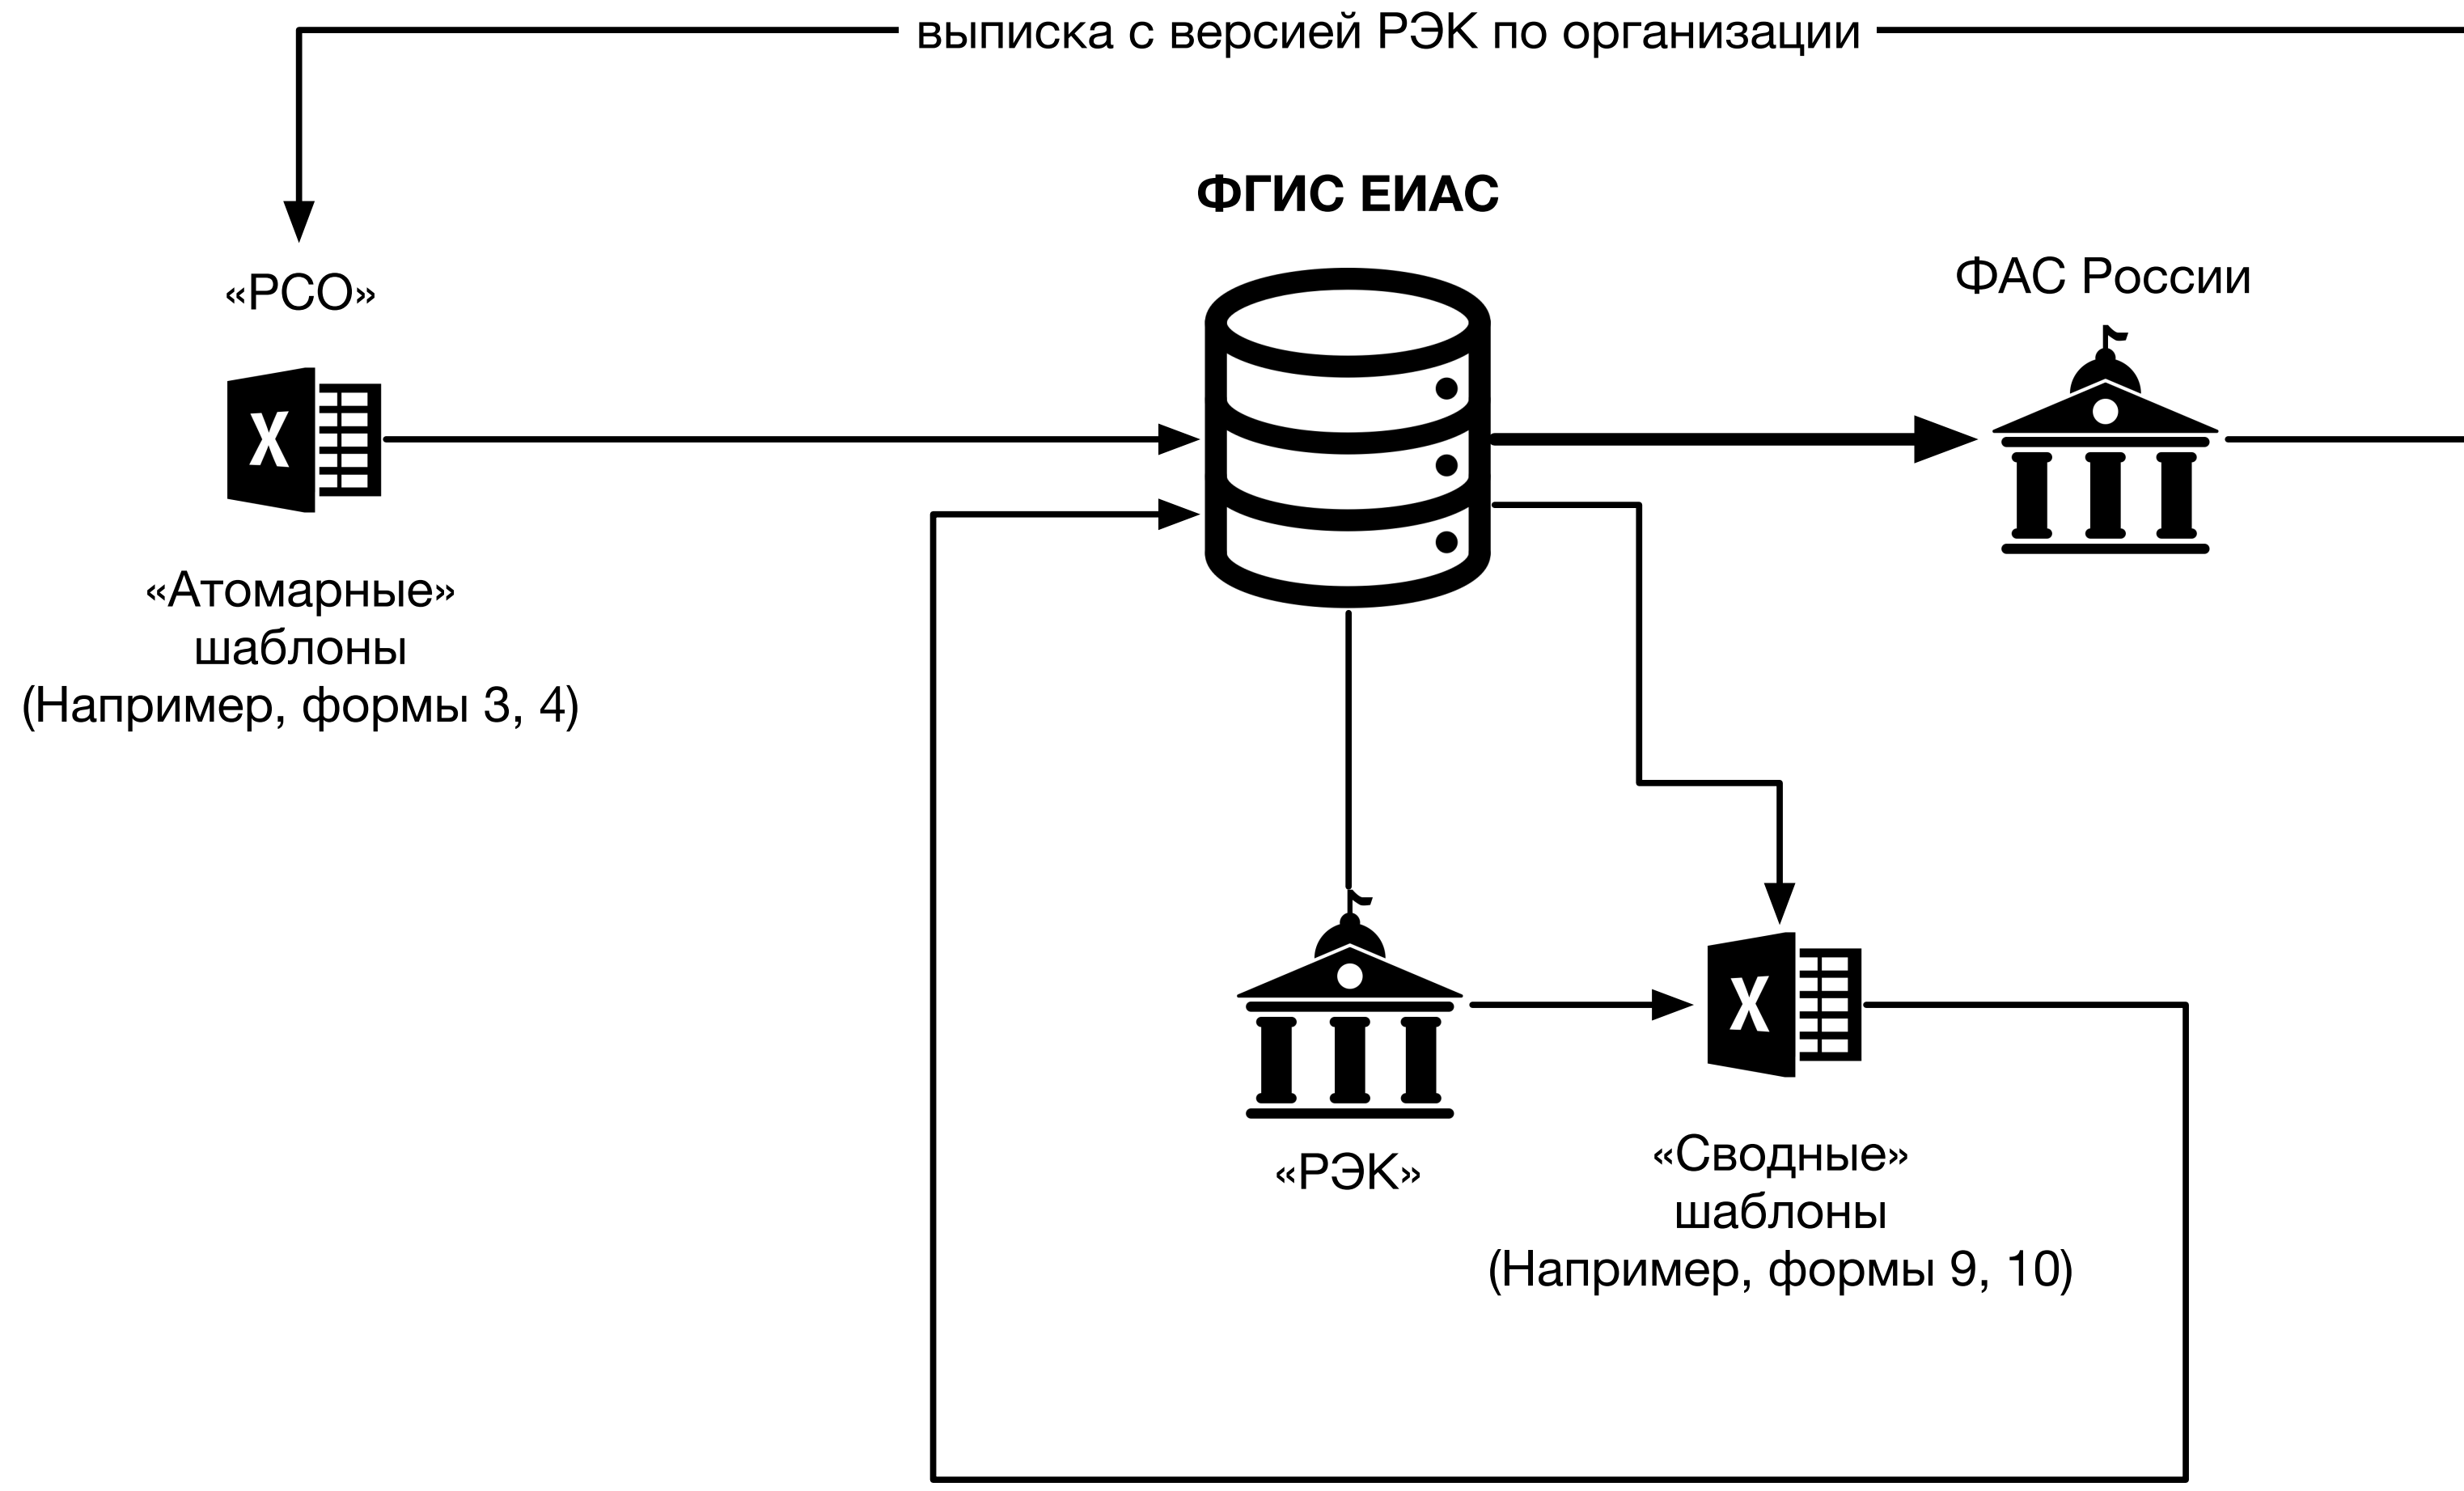 выписка с версией РЭК по организации
ФГИС ЕИАС
ФАС России
«РСО»
«Атомарные»
шаблоны
(Например, формы 3, 4)
«РЭК»
«Сводные»
шаблоны
(Например, формы 9, 10)